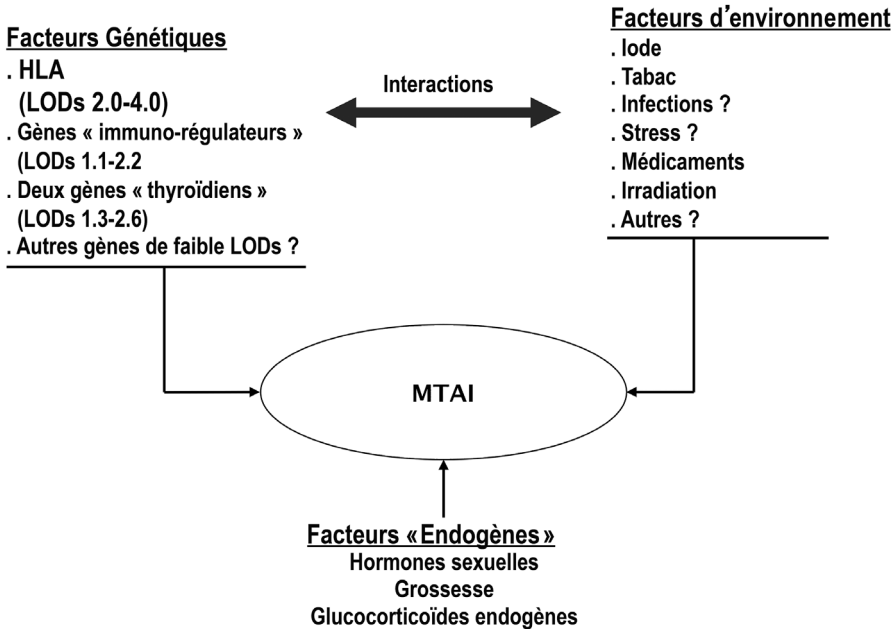 Facteurs Génétiques
. HLA
(LODs 2.0-4.0)
. Gènes « immuno-régulateurs »
(LODs 1.1-2.2
. Deux gènes « thyroïdiens »
(LODs 1.3-2.6)
. Autres gènes de faible LODs ?
Interactions
Facteurs d’environnement
. Iode
. Tabac
. Infections ?
. Stress ?
. Médicaments
. Irradiation
. Autres ?
MTAI
Facteurs « Endogènes »
Hormones sexuelles
Grossesse
Glucocorticoïdes endogènes